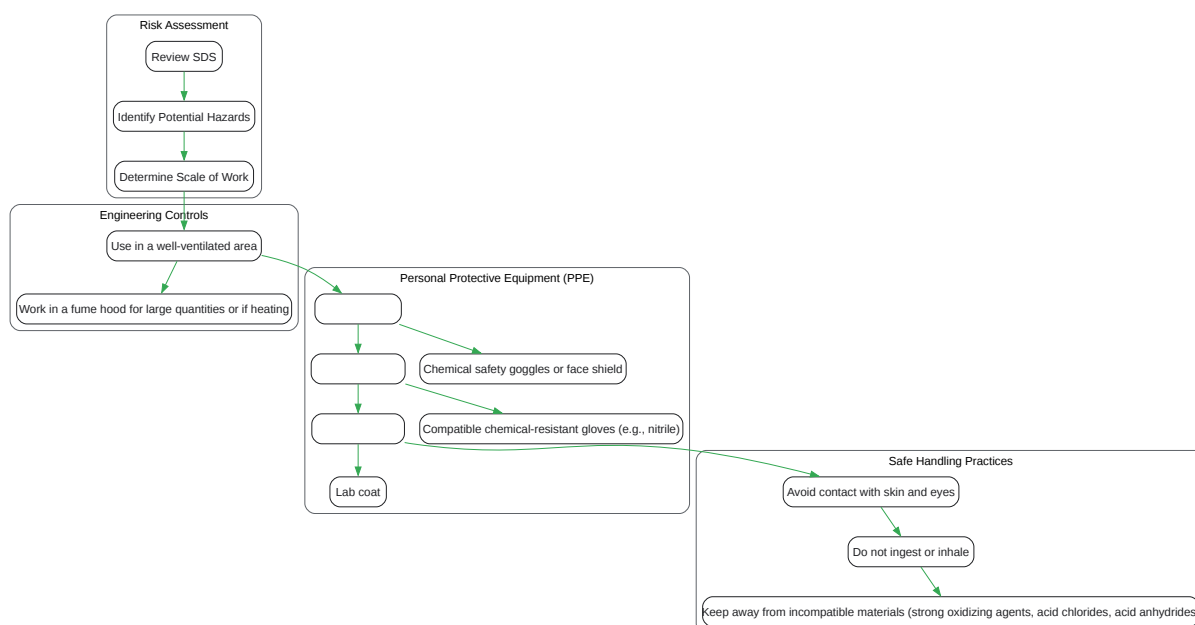 Risk Assessment
Review SDS
Identify Potential Hazards
Determine Scale of Work
Engineering Controls
Use in a well-ventilated area
Work in a fume hood for large quantities or if heating
Personal Protective Equipment (PPE)
Chemical safety goggles or face shield
Compatible chemical-resistant gloves (e.g., nitrile)
Lab coat
Safe Handling Practices
Avoid contact with skin and eyes
Do not ingest or inhale
Keep away from incompatible materials (strong oxidizing agents, acid chlorides, acid anhydrides